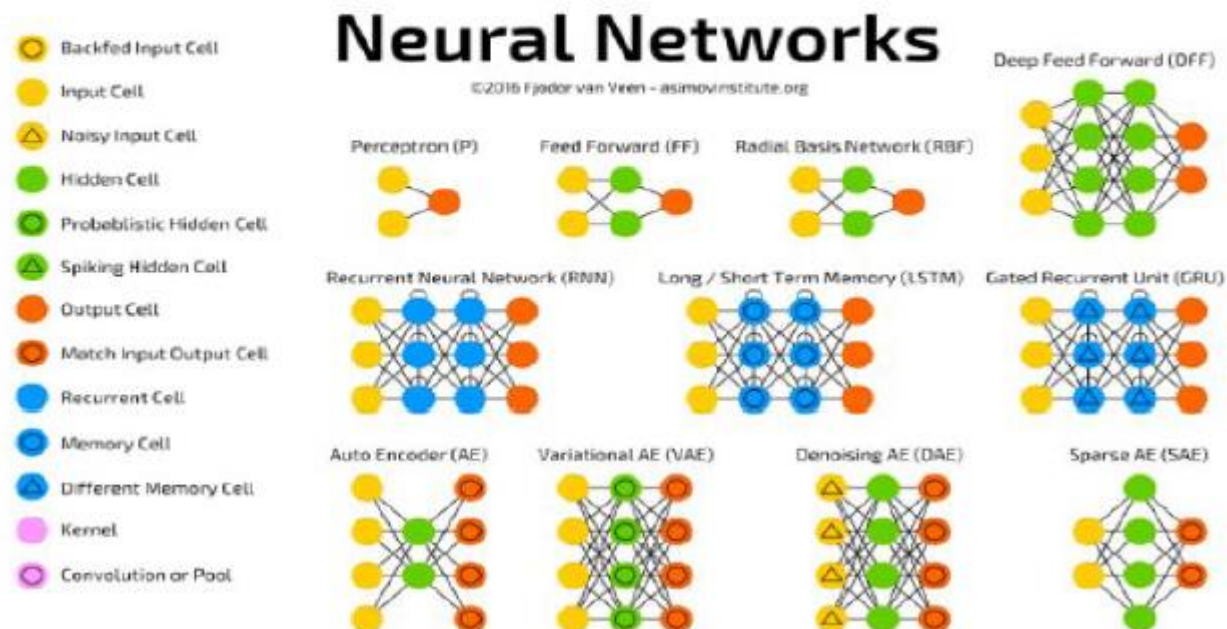 Neural Networks
©2016 Fjodor van Veen - asimovinstitute.org
Backfed Input Cell
Input Cell
Noisy Input Cell
Hidden Cell
Probablistic Hidden Cell
Spiking Hidden Cell
Output Cell
Match Input Output Cell
Recurrent Cell
Memory Cell
Different Memory Cell
Kernel
Convolution or Pool
Perceptron (P)
Feed Forward (FF)
Radial Basis Network (RBF)
Deep Feed Forward (DFF)
Recurrent Neural Network (RNN)
Long / Short Term Memory (LSTM)
Gated Recurrent Unit (GRU)
Auto Encoder (AE)
Variational AE (VAE)
Denoising AE (DAE)
Sparse AE (SAE)